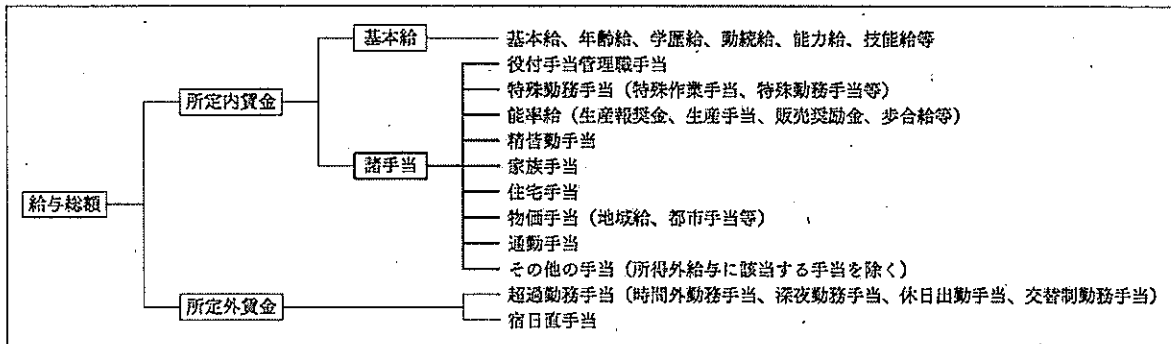 基本給
基本給、年齢給、学歴給、勤続給、能力給、技能給等
役付手当管理職手当
所定内賃金
特殊勤務手当（特殊作業手当、特殊勤務手当等）
能率給（生産報奨金、生産手当、販売奨励金、歩合給等）
精皆勤手当
諸手当
家族手当
住宅手当
給与総額
物価手当（地域給、都市手当等）
通勤手当
その他の手当（所得外給与に該当する手当を除く）
所定外賃金
超過勤務手当（時間外勤務手当、深夜勤務手当、休日出勤手当、交替制勤務手当）
宿日直手当